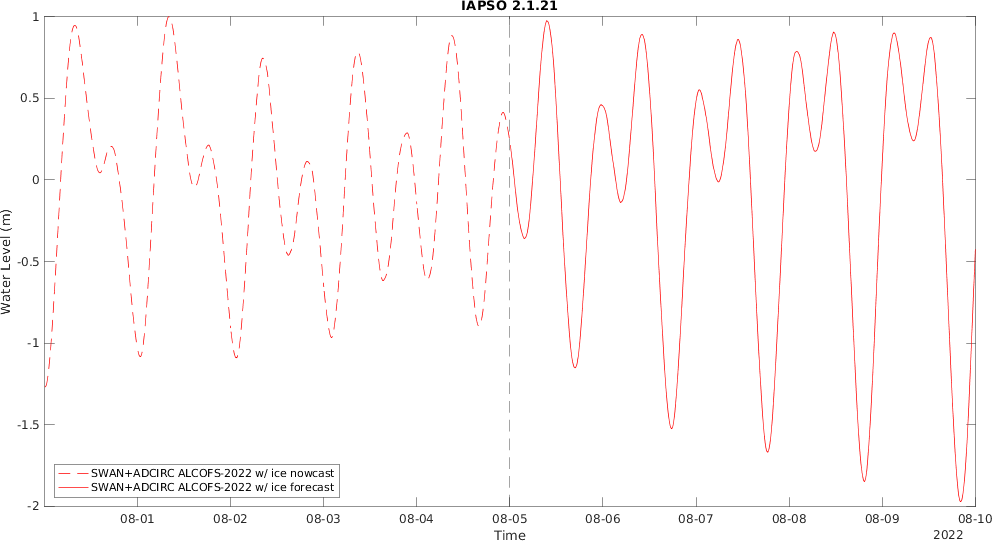 IAPSO 2.1.21
1
0.5
0
-0.5
-1
-1.5
-2
Water Level (m)
SWAN+ADCIRC ALCOFS-2022 w/ ice nowcast
SWAN+ADCIRC ALCOFS-2022 w/ ice forecast
08-01 08-02 08-03 08-04 08-05 08-06 08-07 08-08 08-09 08-10
Time
2022